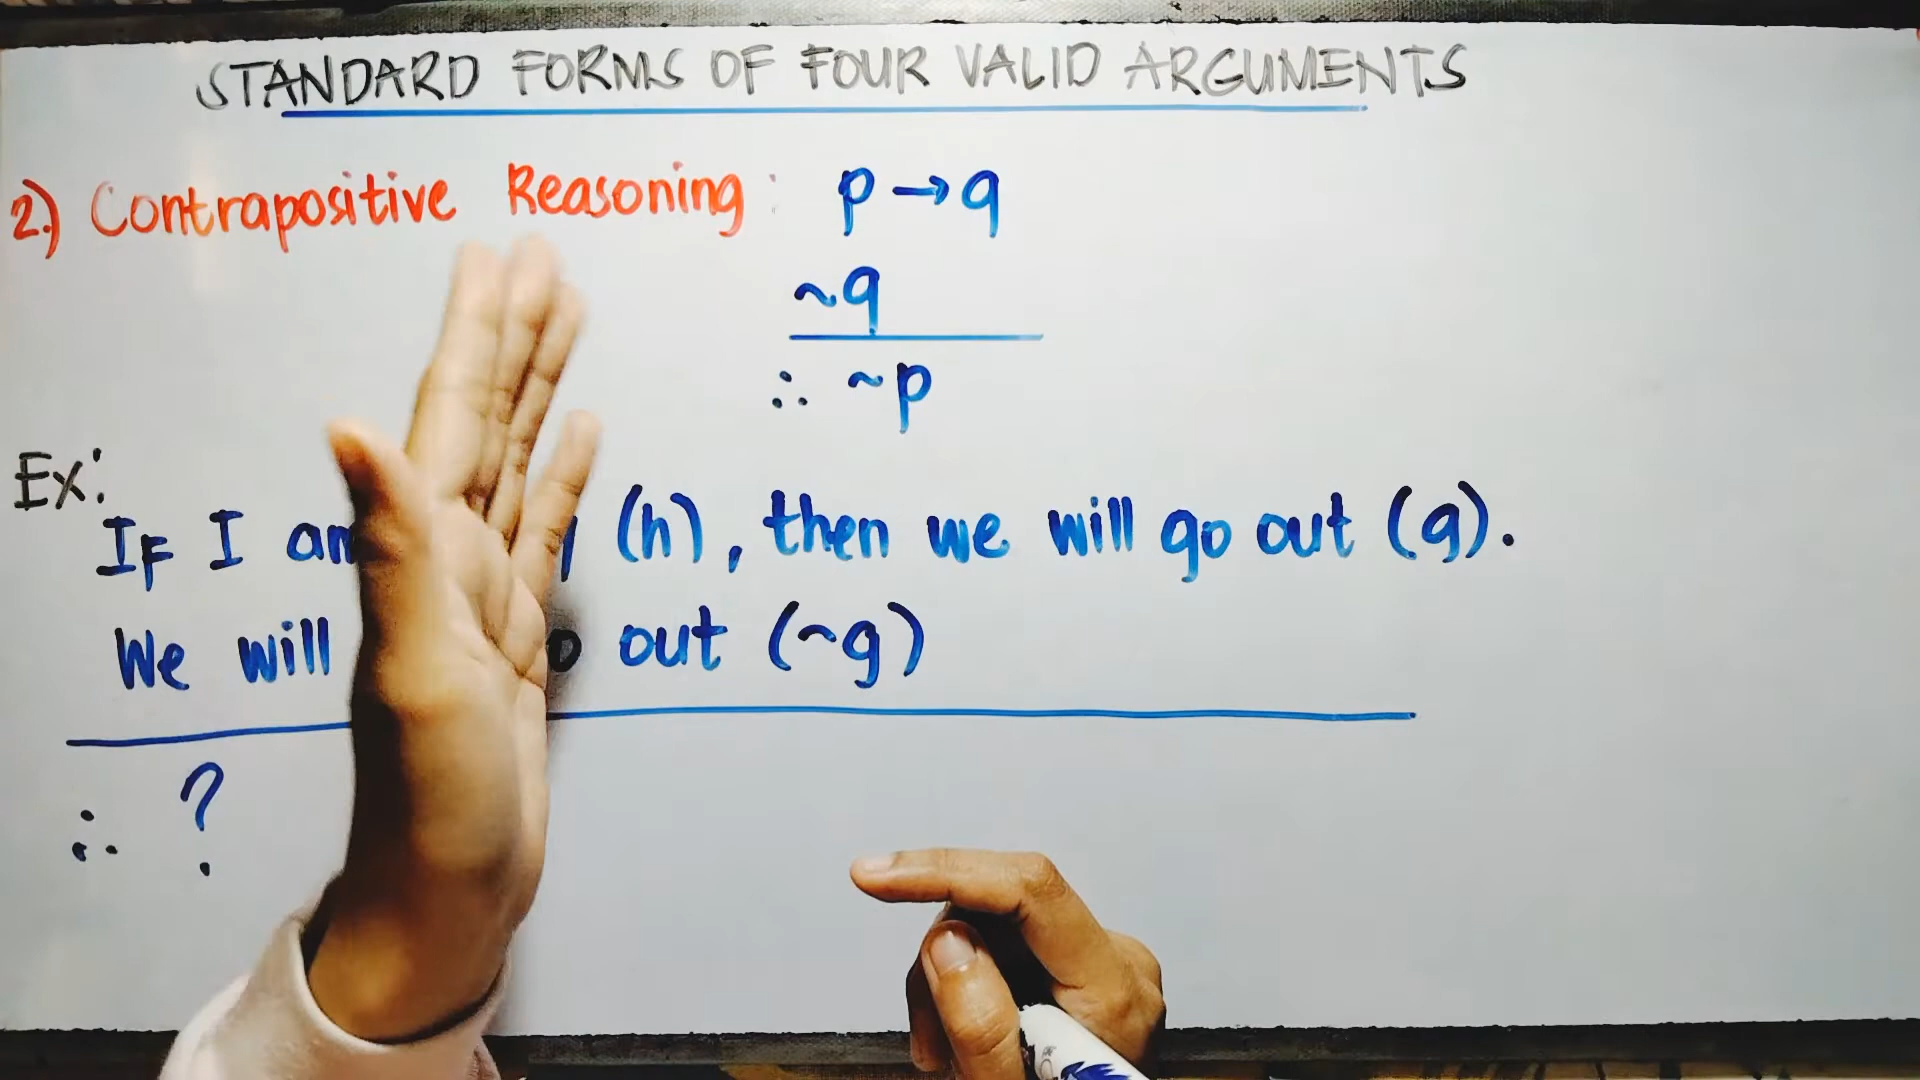 STANDARD FORMS OF FOUR VALID ARGUMENTS
2.) Contrapositive Reasoning: p → q
~q
∴ ~p
Ex:
If I (h), then we will go out (g).
We will out (~g)
∴ ?